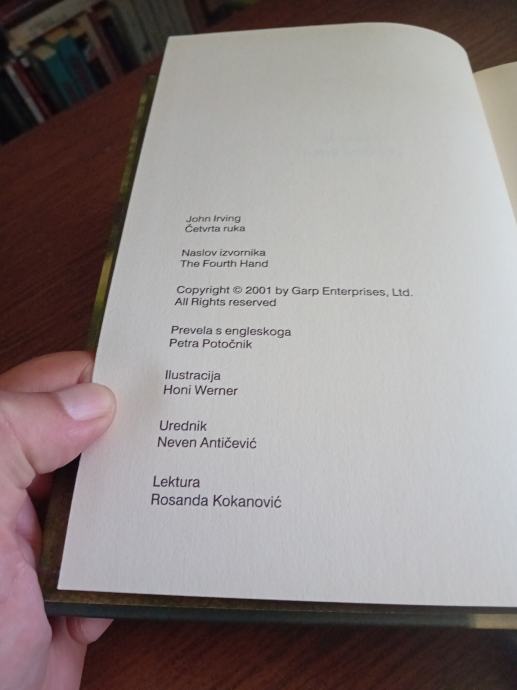 John Irving
Četvrta ruka
Naslov izvornika
The Fourth Hand
Copyright © 2001 by Garp Enterprises, Ltd.
All Rights reserved
Prevela s engleskoga
Petra Potočnik
Ilustracija
Honi Werner
Urednik
Neven Antičević
Lektura
Rosanda Kokanović